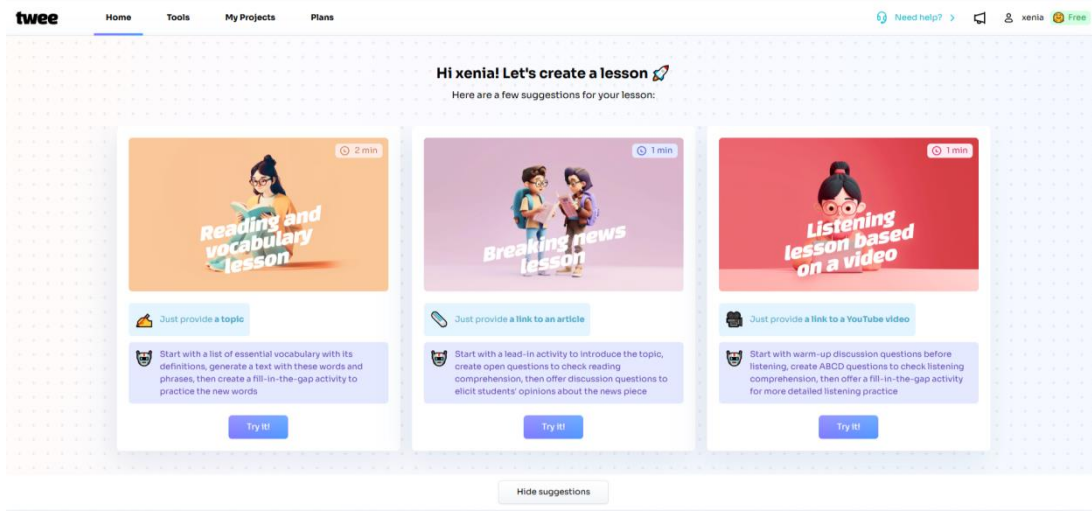 twee
Home
Tools
My Projects
Plans
Need help? >
xenia
Free
Hi xenia! Let's create a lesson 🚀
Here are a few suggestions for your lesson:
2 min
Reading and
vocabulary
lesson
Just provide a topic
Start with a list of essential vocabulary with its
definitions, generate a text with these words and
phrases, then create a fill-in-the-gap activity to
practice the new words
Try it!
1 min
Breaking news
lesson
Just provide a link to an article
Start with a lead-in activity to introduce the topic,
create open questions to check reading
comprehension, then offer discussion questions to
elicit students' opinions about the news piece
Try it!
1 min
Listening
lesson based
on a video
Just provide a link to a YouTube video
Start with warm-up discussion questions before
listening, create ABCD questions to check listening
comprehension, then offer a fill-in-the-gap activity
for more detailed listening practice
Try it!
Hide suggestions